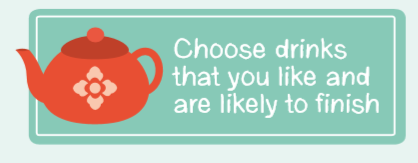 Choose drinks
that you like and
are likely to finish